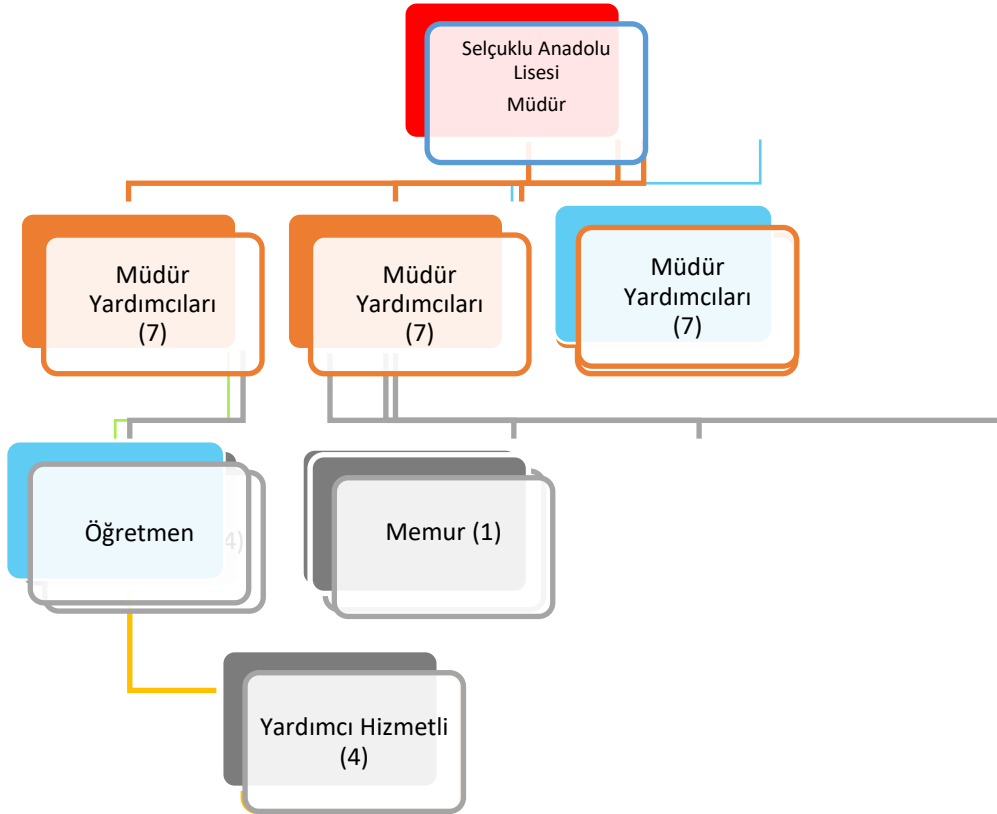 Selçuklu Anadolu
Lisesi
Müdür
Müdür
Yardımcıları
(7)
Müdür
Yardımcıları
(7)
Müdür
Yardımcıları
(7)
Öğretmen
4)
Memur (1)
Yardımcı Hizmetli
(4)